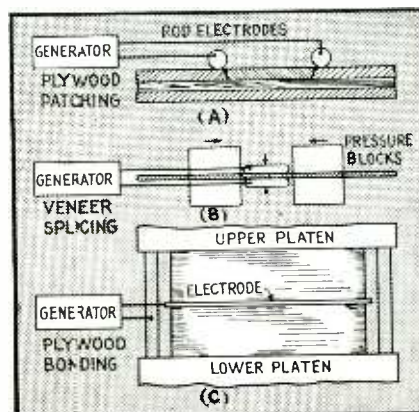 ROD ELECTRODES
GENERATOR
PLYWOOD
PATCHING
(A)
PRESSURE
BLOCKS
GENERATOR
VENEER
SPLICING
(B)
UPPER PLATEN
ELECTRODE
GENERATOR
PLYWOOD
BONDING
LOWER PLATEN
(C)